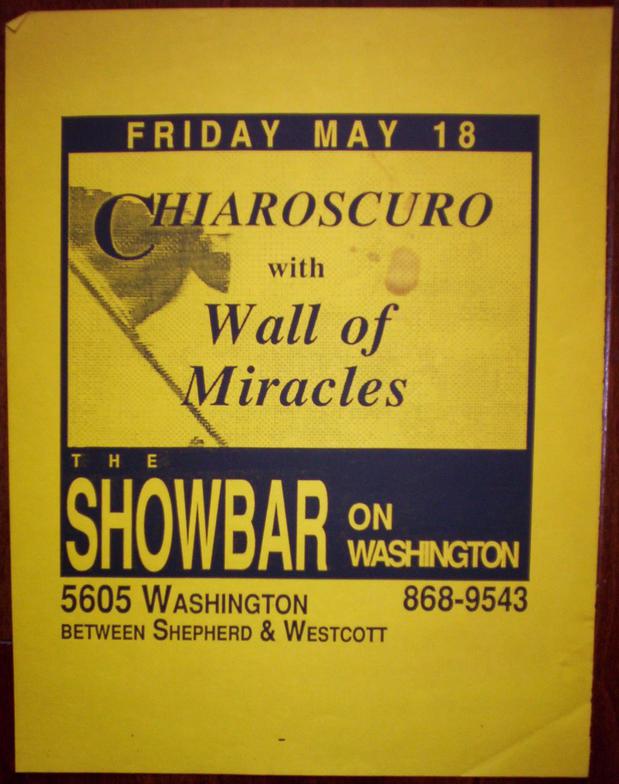 FRIDAY MAY 18
CHIAROSCURO
with
Wall of
Miracles
THE
SHOWBAR ON
WASHINGTON
5605 WASHINGTON 868-9543
BETWEEN SHEPHERD & WESTCOTT